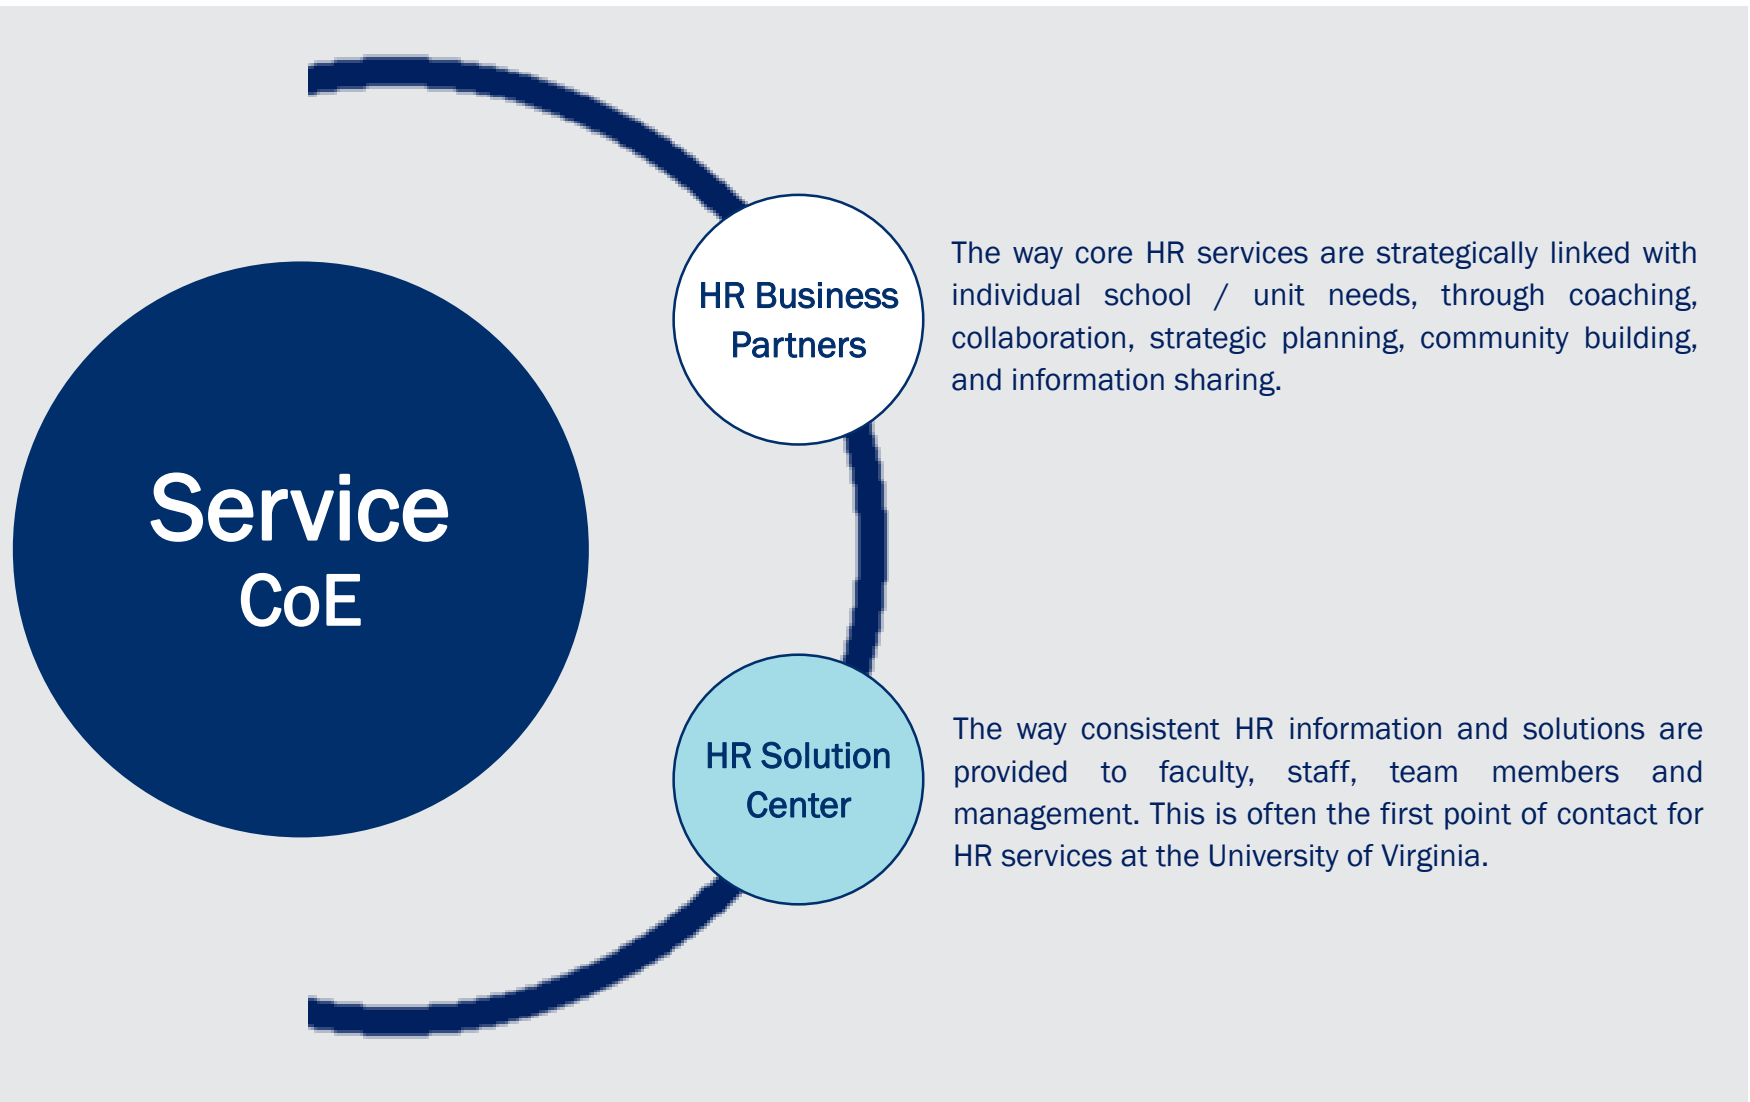 Service
CoE
HR Business
Partners
The way core HR services are strategically linked with
individual school / unit needs, through coaching,
collaboration, strategic planning, community building,
and information sharing.
HR Solution
Center
The way consistent HR information and solutions are
provided to faculty, staff, team members and
management. This is often the first point of contact for
HR services at the University of Virginia.